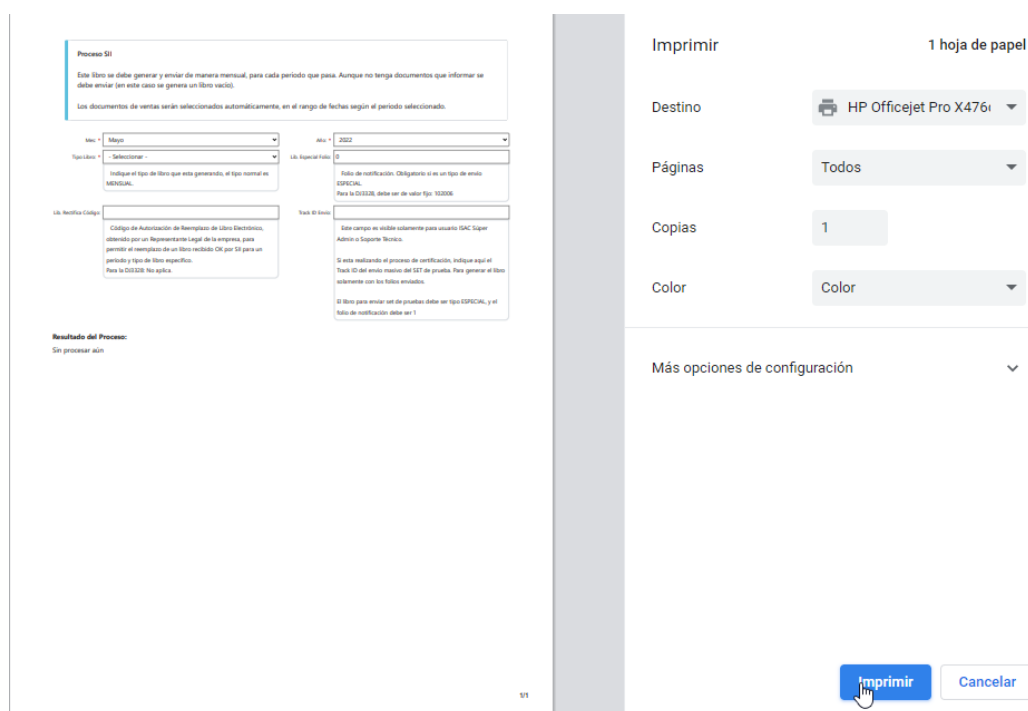 Proceso SII
Este libro se debe generar y enviar de manera mensual, para cada periodo que pasa. Aunque no tenga documentos que informar se
debe enviar (en este caso se genera un libro vacío).
Los documentos de ventas serán seleccionados automáticamente, en el rango de fechas según el periodo seleccionado.
Mes: * Mayo
Año: * 2022
Tipo Libro: * - Seleccionar -
Lib. Especial Folio: 0
Indique el tipo de libro que esta generando, el tipo normal es
MENSUAL.
Folio de notificación. Obligatorio si es un tipo de envío
ESPECIAL.
Para la DJ3328, debe ser de valor fijo: 102006
Lib. Rectifica Código:
Track ID Envío:
Código de Autorización de Reemplazo de Libro Electrónico,
obtenido por un Representante Legal de la empresa, para
permitir el reemplazo de un libro recibido OK por SII para un
periodo y tipo de libro específico.
Para la DJ3328: No aplica.
Este campo es visible solamente para usuario ISAC Súper
Admin o Soporte Técnico.
Si esta realizando el proceso de certificación, indique aquí el
Track ID del envío masivo del SET de prueba. Para generar el libro
solamente con los folios enviados.
El libro para enviar set de pruebas debe ser tipo ESPECIAL, y el
folio de notificación debe ser 1
Resultado del Proceso:
Sin procesar aún
1/1
Imprimir
1 hoja de papel
Destino
HP Officejet Pro X476
Páginas
Todos
Copias
1
Color
Color
Más opciones de configuración
Imprimir
Cancelar